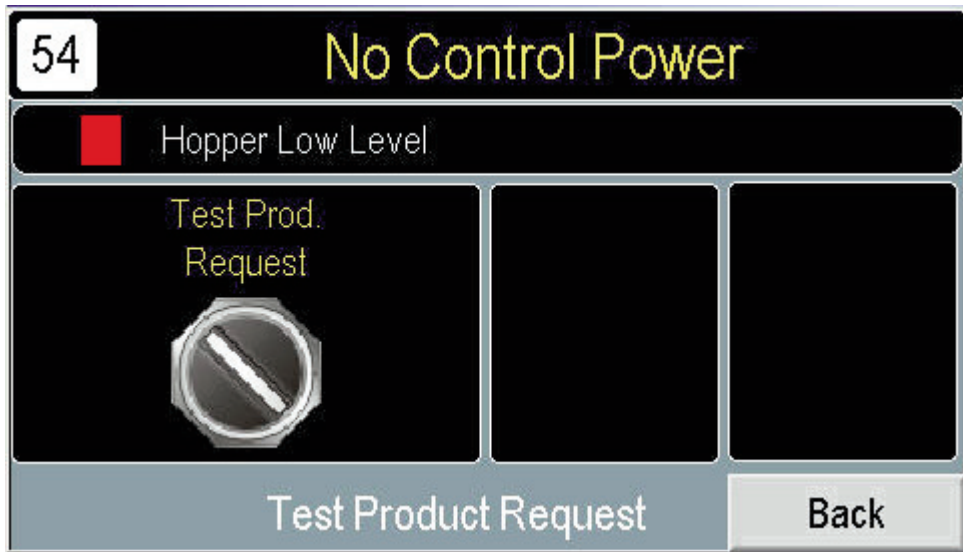 54
No Control Power
Hopper Low Level
Test Prod.
Request
Test Product Request
Back